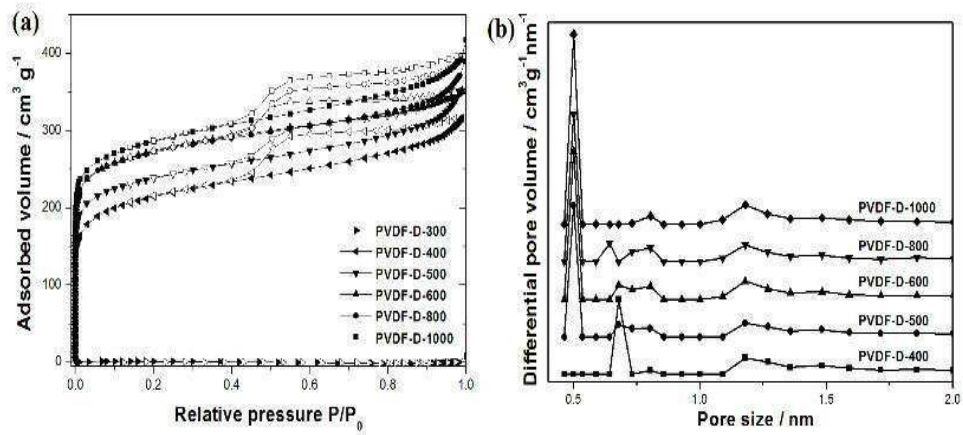 (a)
Adsorbed volume / cm³ g⁻¹
400
300
200
100
0
PVDF-D-300
PVDF-D-400
PVDF-D-500
PVDF-D-600
PVDF-D-800
PVDF-D-1000
0.0 0.2 0.4 0.6 0.8 1.0
Relative pressure P/P₀
(b)
Differential pore volume / cm³g⁻¹nm⁻¹
PVDF-D-1000
PVDF-D-800
PVDF-D-600
PVDF-D-500
PVDF-D-400
0.5 1.0 1.5 2.0
Pore size / nm